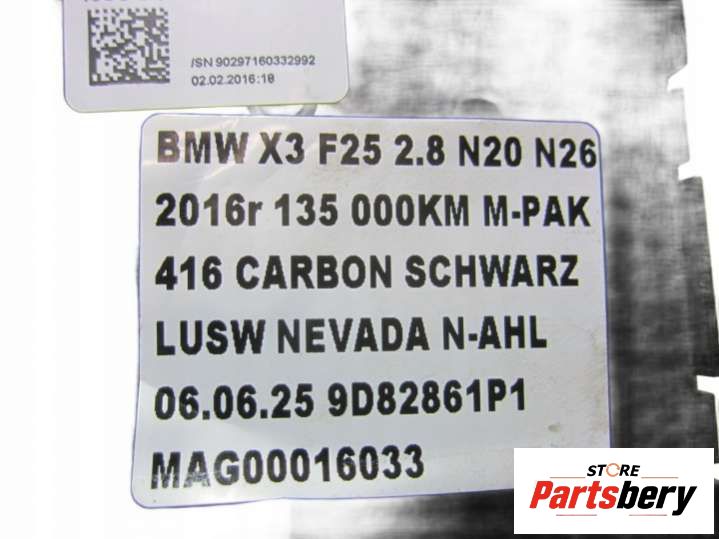 /SN 90297160332992
02.02.2016:18
BMW X3 F25 2.8 N20 N26
2016r 135 000KM M-PAK
416 CARBON SCHWARZ
LUSW NEVADA N-AHL
06.06.25 9D82861P1
MAG00016033
STORE
Partsbery